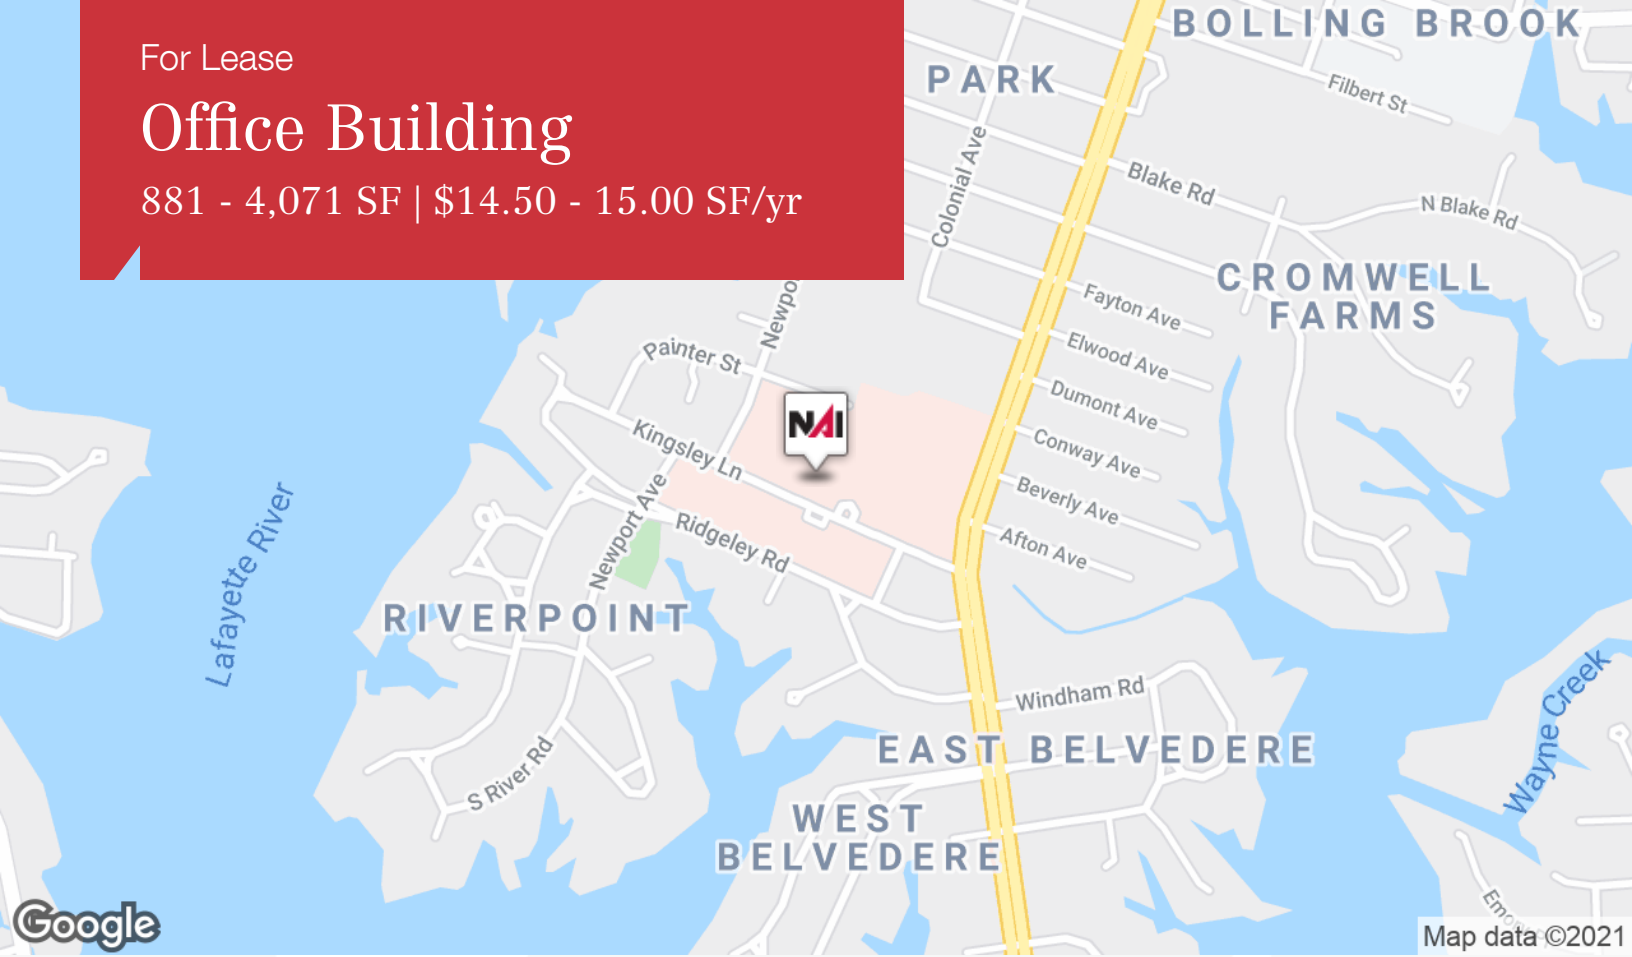 For Lease
Office Building
881 - 4,071 SF | $14.50 - 15.00 SF/yr
BOLLING BROOK
PARK
Filbert St
Colonial Ave
Blake Rd
N Blake Rd
CROMWELL
FARMS
Fayton Ave
Elwood Ave
Dumont Ave
Conway Ave
Beverly Ave
Afton Ave
Painter St
NAI
Kingsley Ln
Newport Ave
Ridgeley Rd
Lafayette River
RIVERPOINT
S River Rd
Windham Rd
EAST BELVEDERE
WEST
BELVEDERE
Wayne Creek
Google
Map data ©2021